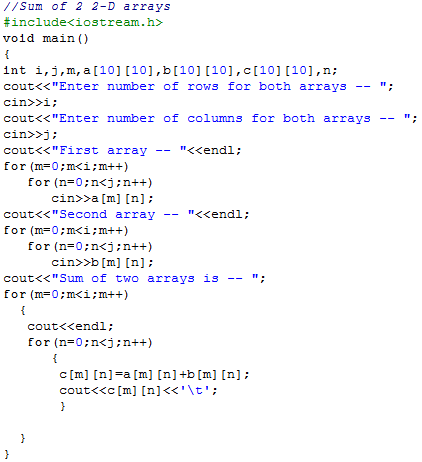 //Sum of 2 2-D arrays
#include<iostream.h>
void main()
{
int i,j,m,a[10][10],b[10][10],c[10][10],n;
cout<<"Enter number of rows for both arrays -- ";
cin>>i;
cout<<"Enter number of columns for both arrays -- ";
cin>>j;
cout<<"First array -- "<<endl;
for(m=0;m<i;m++)
   for(n=0;n<j;n++)
      cin>>a[m][n];
cout<<"Second array -- "<<endl;
for(m=0;m<i;m++)
   for(n=0;n<j;n++)
      cin>>b[m][n];
cout<<"Sum of two arrays is -- ";
for(m=0;m<i;m++)
  {
   cout<<endl;
   for(n=0;n<j;n++)
      {
       c[m][n]=a[m][n]+b[m][n];
       cout<<c[m][n]<<'\t';
       }
  }
}